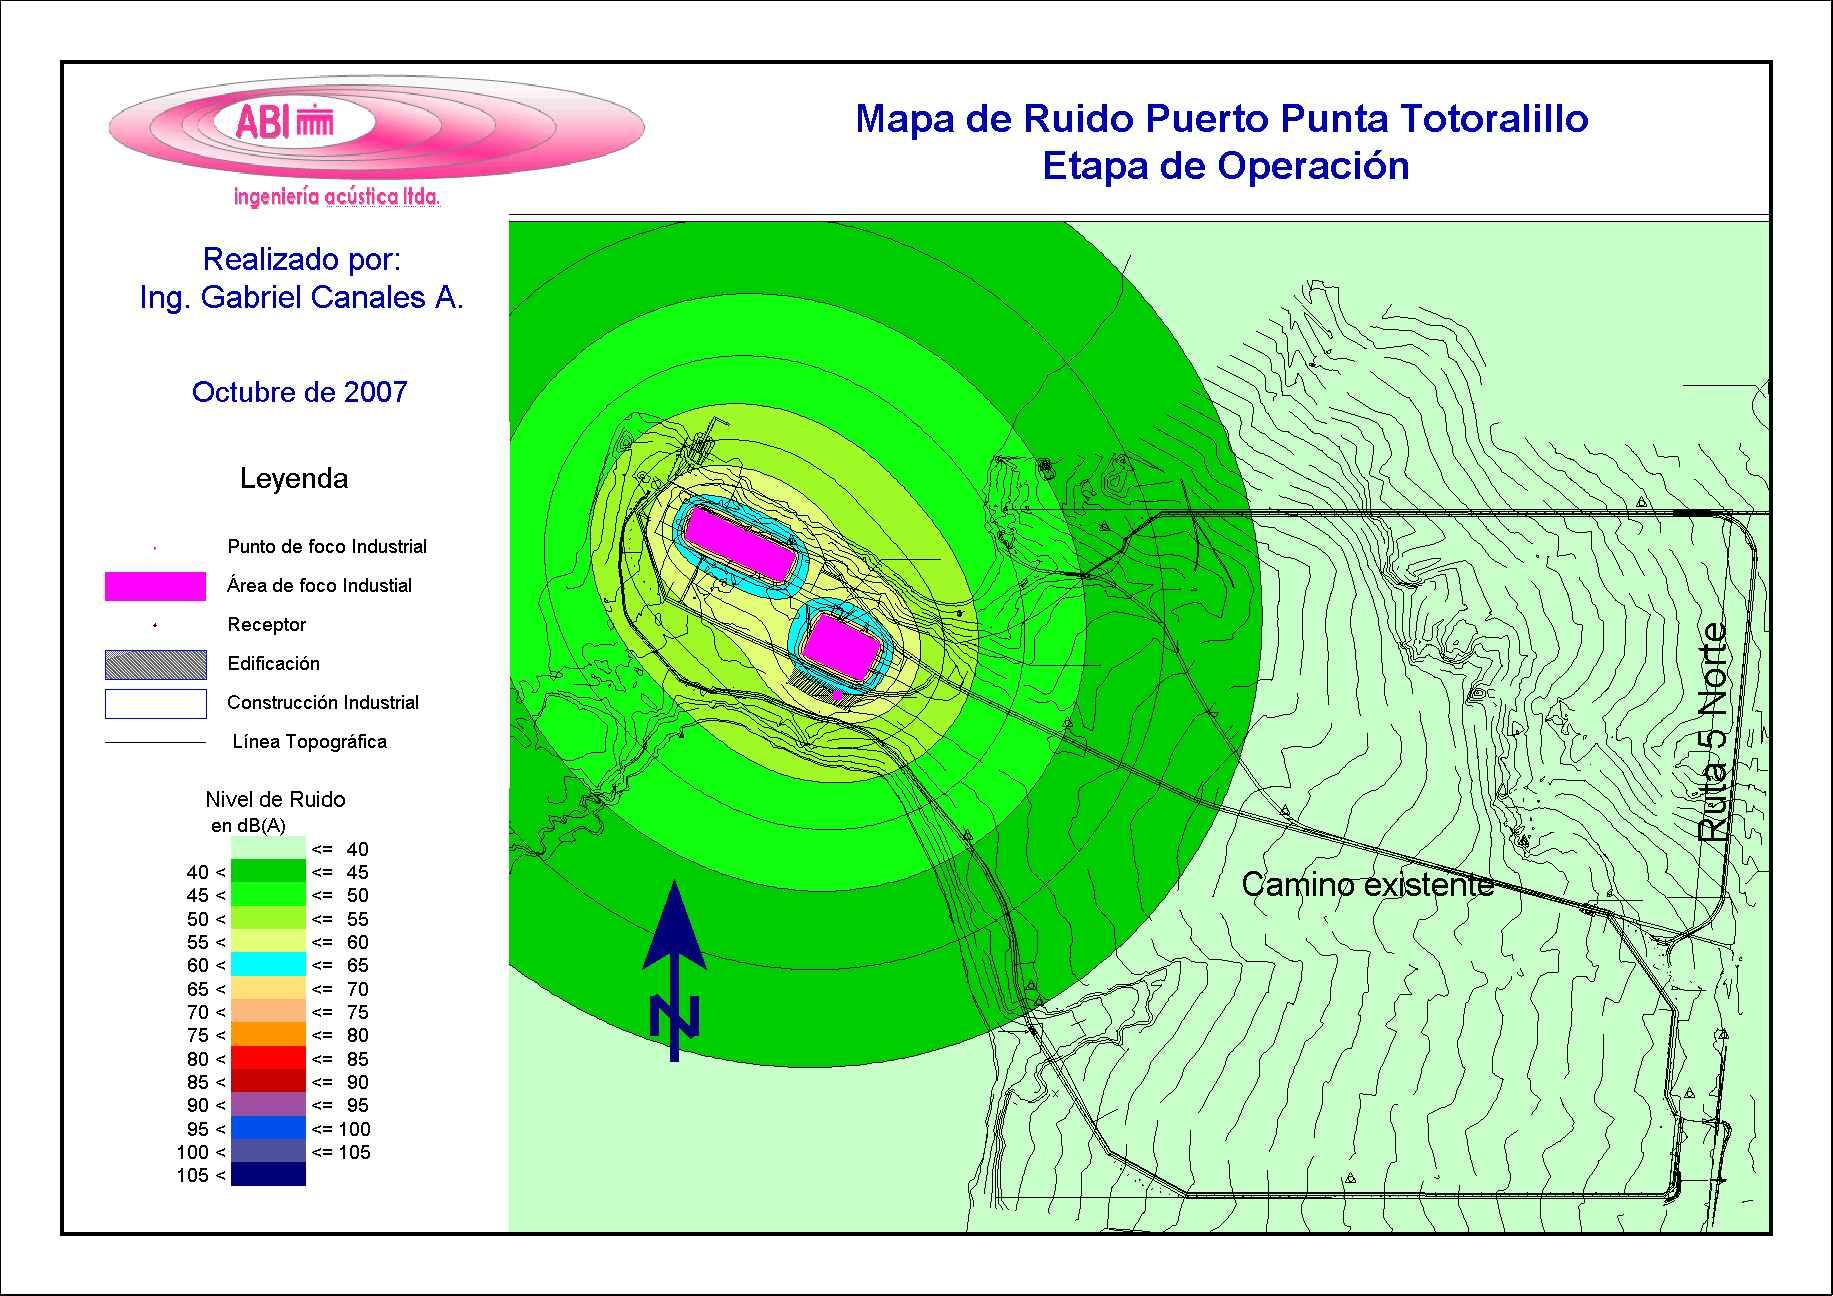 ABI
ingeniería acústica ltda.
Mapa de Ruido Puerto Punta Totoralillo
Etapa de Operación
Realizado por:
Ing. Gabriel Canales A.
Octubre de 2007
Leyenda
Punto de foco Industrial
Área de foco Industial
Receptor
Edificación
Construcción Industrial
Línea Topográfica
Nivel de Ruido
en dB(A)
<= 40
40 < <= 45
45 < <= 50
50 < <= 55
55 < <= 60
60 < <= 65
65 < <= 70
70 < <= 75
75 < <= 80
80 < <= 85
85 < <= 90
90 < <= 95
95 < <= 100
100 < <= 105
105 <
N
Camino existente
Ruta 5 Norte